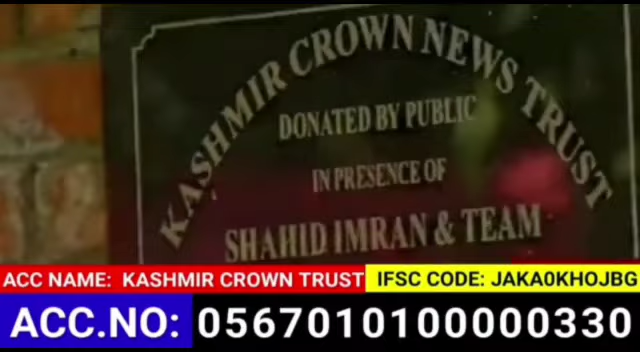 KASHMIR CROWN NEWS TRUST
DONATED BY PUBLIC
IN PRESENCE OF
SHAHID IMRAN & TEAM
ACC NAME: KASHMIR CROWN TRUST IFSC CODE: JAKA0KHOJBG
ACC.NO: 0567010100000330